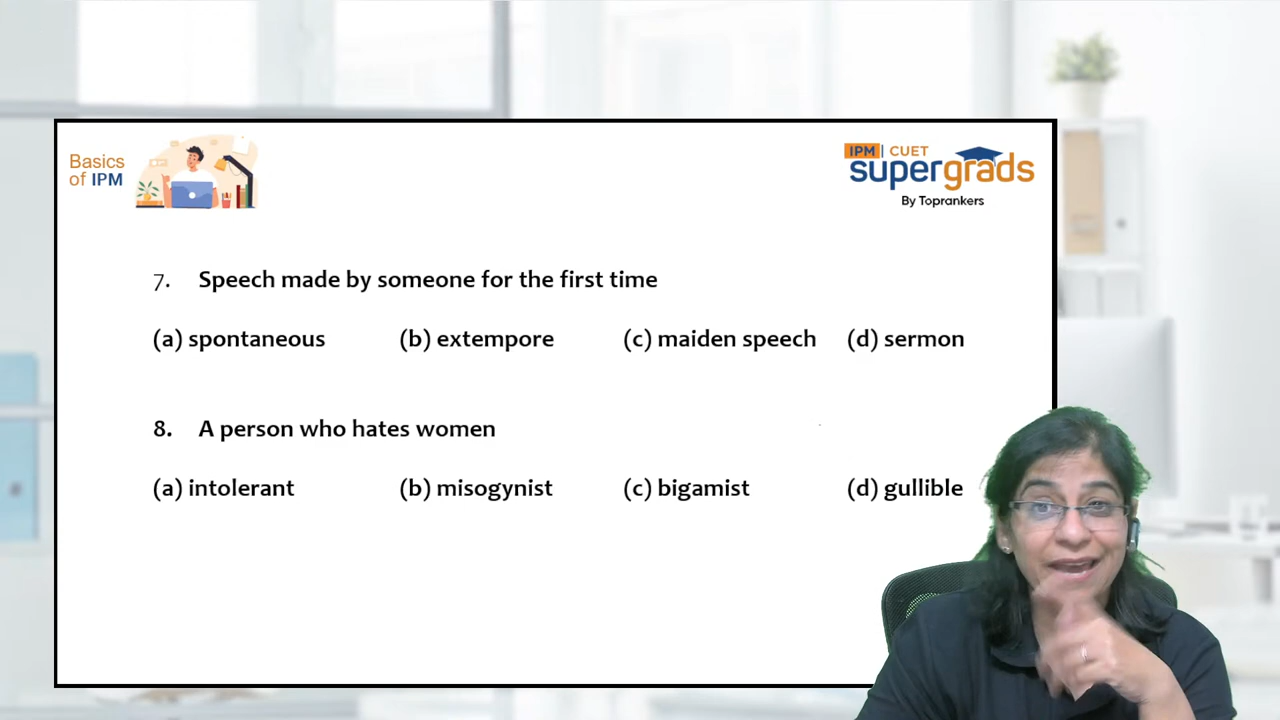 Basics
of IPM
IPM | CUET
supergrads
By Toprankers
7. Speech made by someone for the first time
(a) spontaneous (b) extempore (c) maiden speech (d) sermon
8. A person who hates women
(a) intolerant (b) misogynist (c) bigamist (d) gullible